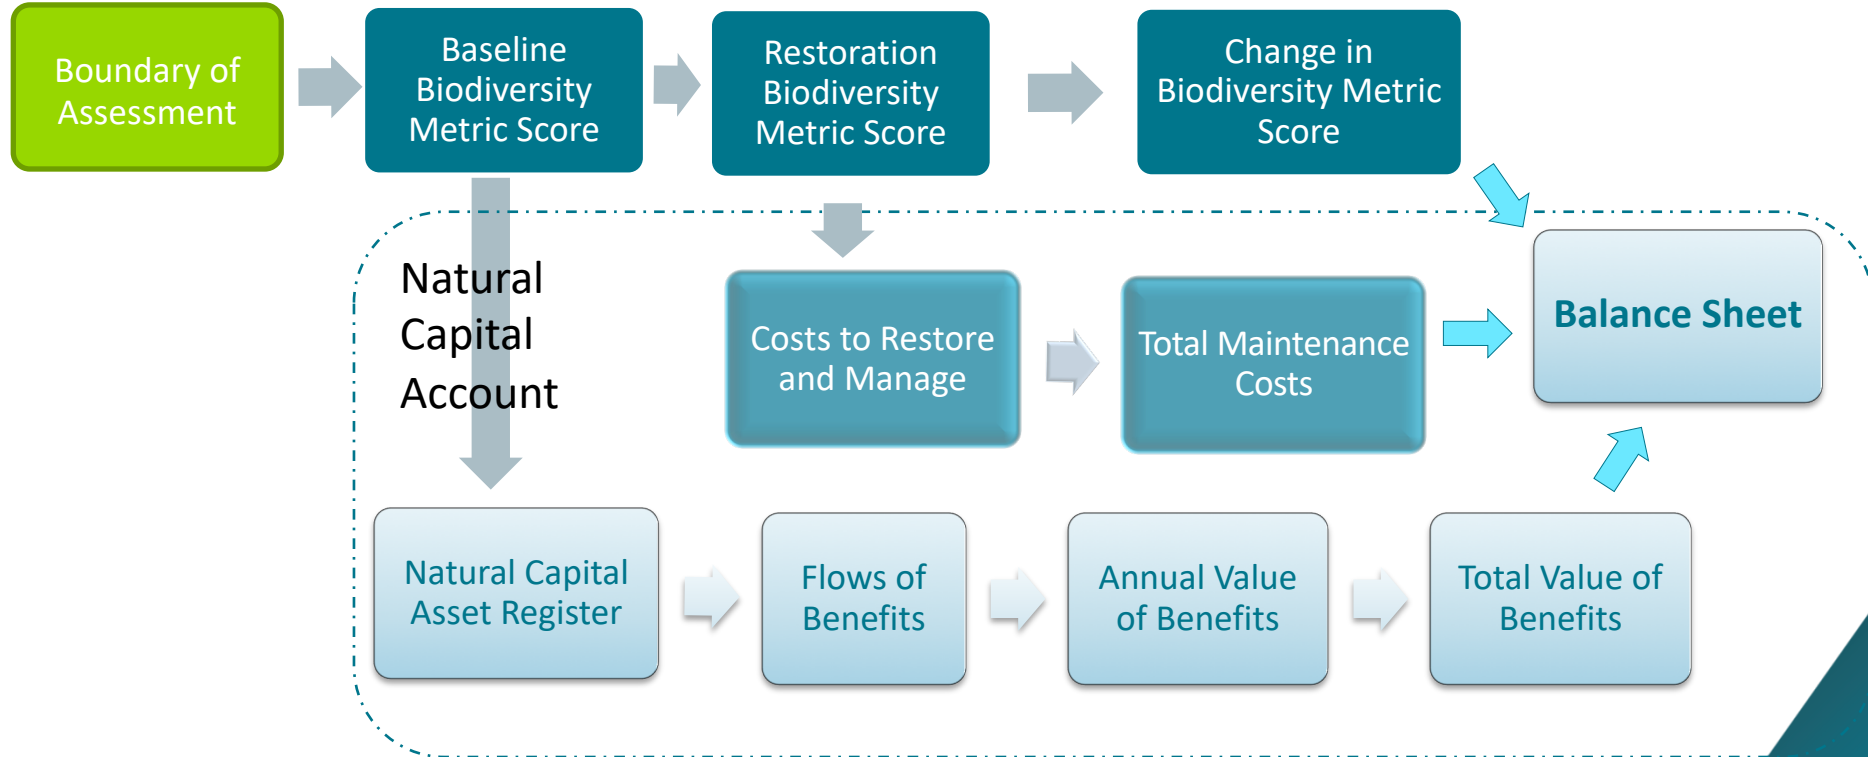 Boundary of
Assessment
Baseline
Biodiversity
Metric Score
Restoration
Biodiversity
Metric Score
Change in
Biodiversity Metric
Score
Natural
Capital
Account
Costs to Restore
and Manage
Total Maintenance
Costs
Balance Sheet
Natural Capital
Asset Register
Flows of
Benefits
Annual Value
of Benefits
Total Value of
Benefits